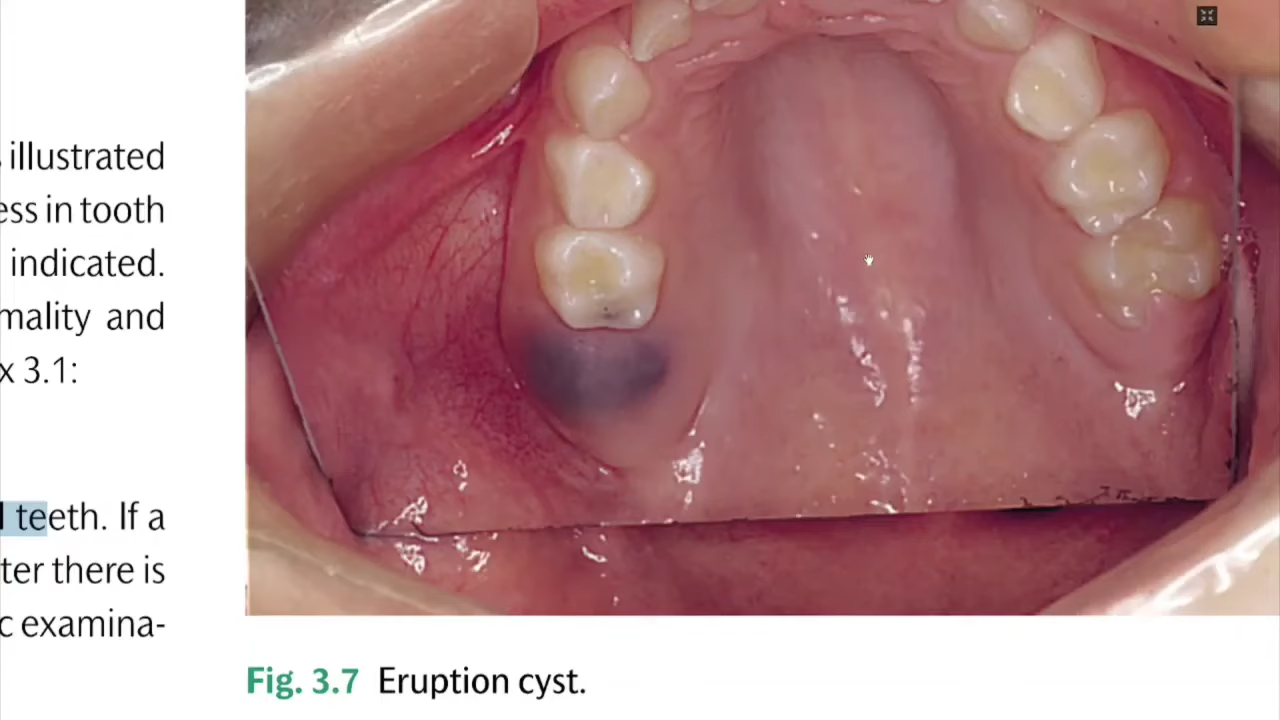 illustrated
ess in tooth
indicated.
mality and
x 3.1:
teeth. If a
ter there is
c examina-
Fig. 3.7 Eruption cyst.